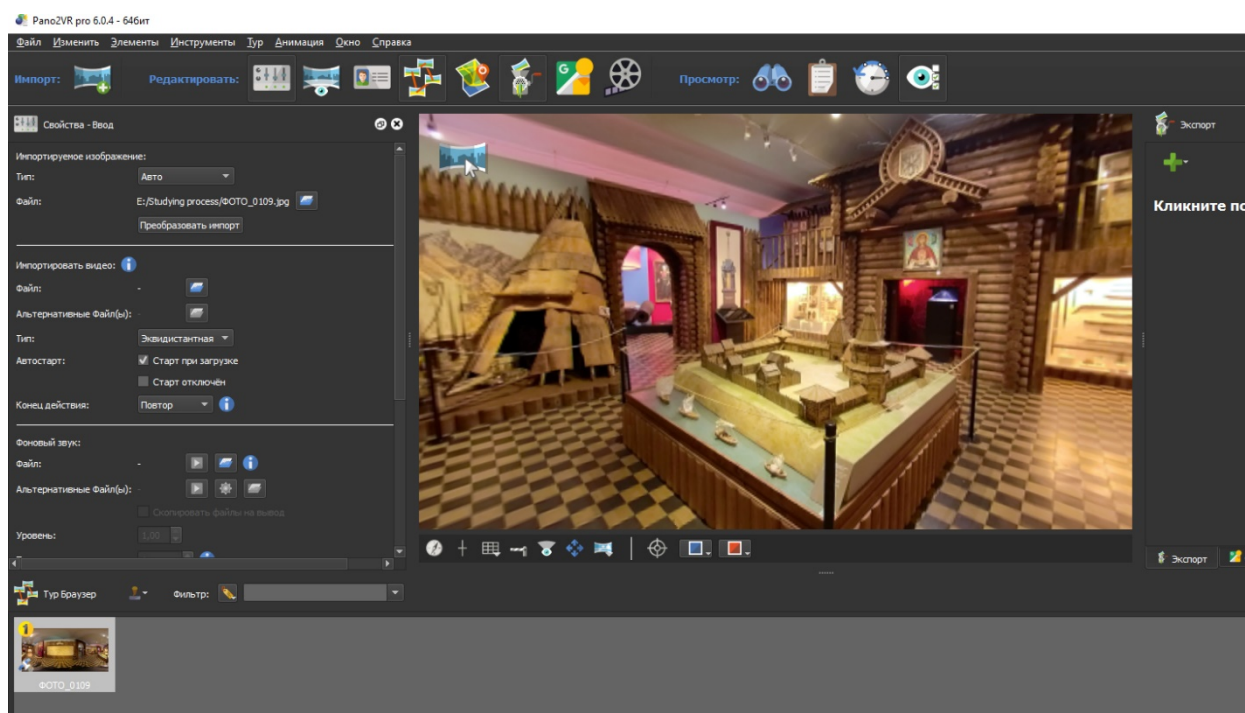 Pano2VR pro 6.0.4 - 64бит
Файл Изменить Элементы Инструменты Тур Анимация Окно Справка
Импорт: Редактировать: Просмотр:
Свойства - Ввод
Импортируемое изображение:
Тип: Авто
Файл: E:/Studying process/ФОТО_0109.jpg
Преобразовать импорт
Импортировать видео:
Файл: -
Альтернативные Файл(ы): -
Тип: Эквидистантная
Автостарт: Старт при загрузке
Старт отключён
Конец действия: Повтор
Фоновый звук:
Файл: -
Альтернативные Файл(ы): -
Скопировать файлы на вывод
Уровень: 1,00
Экспорт
Кликните по
Экспорт
Тур Браузер Фильтр:
1
ФОТО_0109